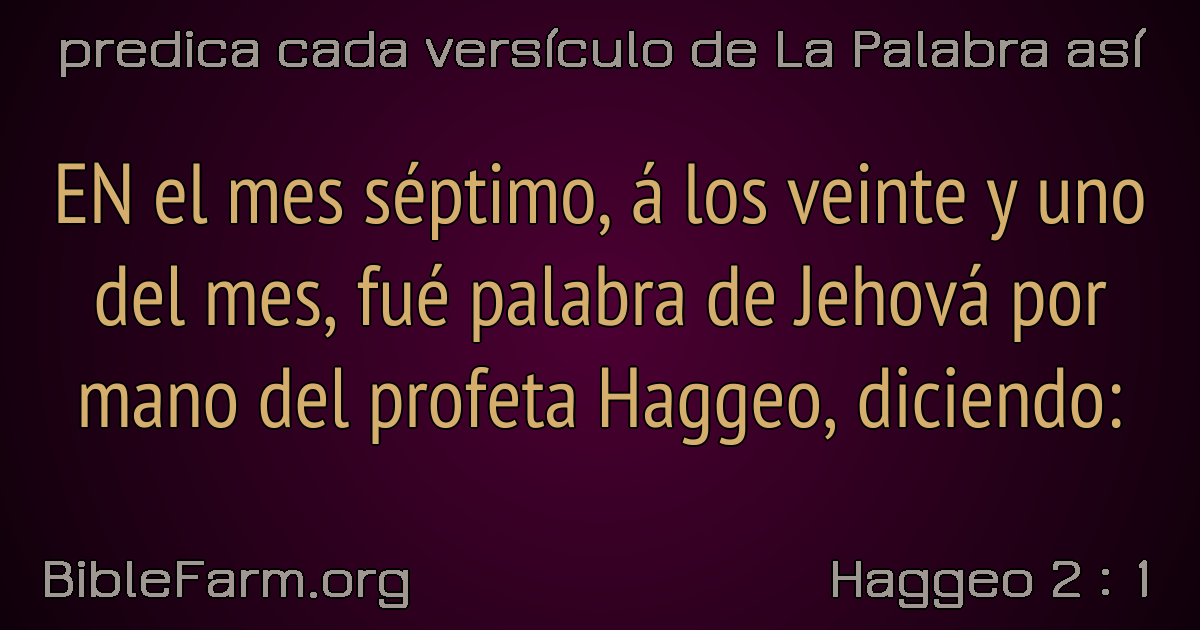 predica cada versículo de La Palabra así
EN el mes séptimo, á los veinte y uno
del mes, fué palabra de Jehová por
mano del profeta Haggeo, diciendo:
BibleFarm.org
Haggeo 2 : 1